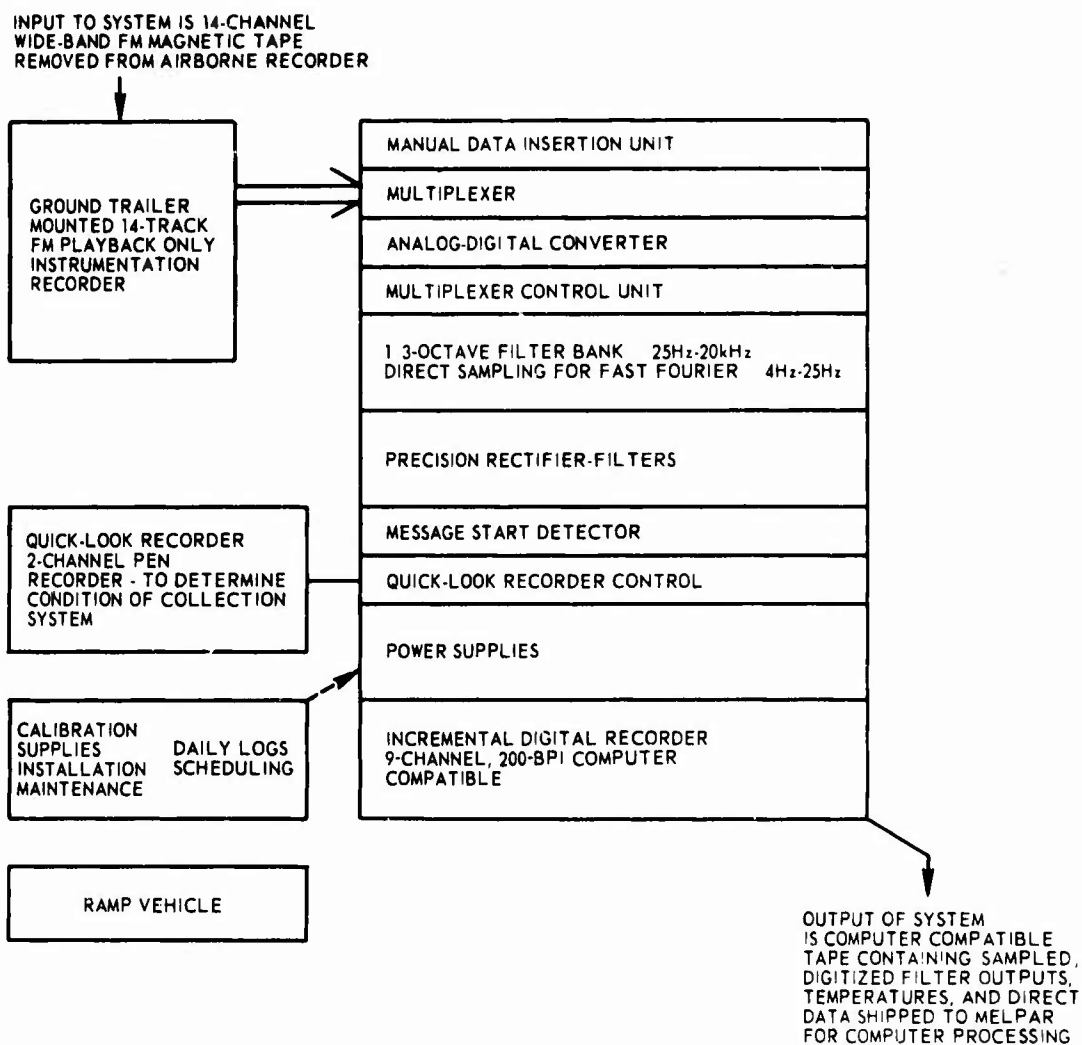 INPUT TO SYSTEM IS 14-CHANNEL
WIDE-BAND FM MAGNETIC TAPE
REMOVED FROM AIRBORNE RECORDER
GROUND TRAILER
MOUNTED 14-TRACK
FM PLAYBACK ONLY
INSTRUMENTATION
RECORDER
MANUAL DATA INSERTION UNIT
MULTIPLEXER
ANALOG-DIGITAL CONVERTER
MULTIPLEXER CONTROL UNIT
1 3-OCTAVE FILTER BANK 25Hz-20kHz
DIRECT SAMPLING FOR FAST FOURIER 4Hz-25Hz
PRECISION RECTIFIER-FILTERS
MESSAGE START DETECTOR
QUICK-LOOK RECORDER
2-CHANNEL PEN
RECORDER - TO DETERMINE
CONDITION OF COLLECTION
SYSTEM
QUICK-LOOK RECORDER CONTROL
POWER SUPPLIES
CALIBRATION
SUPPLIES DAILY LOGS
INSTALLATION SCHEDULING
MAINTENANCE
INCREMENTAL DIGITAL RECORDER
9-CHANNEL, 200-BPI COMPUTER
COMPATIBLE
RAMP VEHICLE
OUTPUT OF SYSTEM
IS COMPUTER COMPATIBLE
TAPE CONTAINING SAMPLED,
DIGITIZED FILTER OUTPUTS,
TEMPERATURES, AND DIRECT
DATA SHIPPED TO MELPAR
FOR COMPUTER PROCESSING